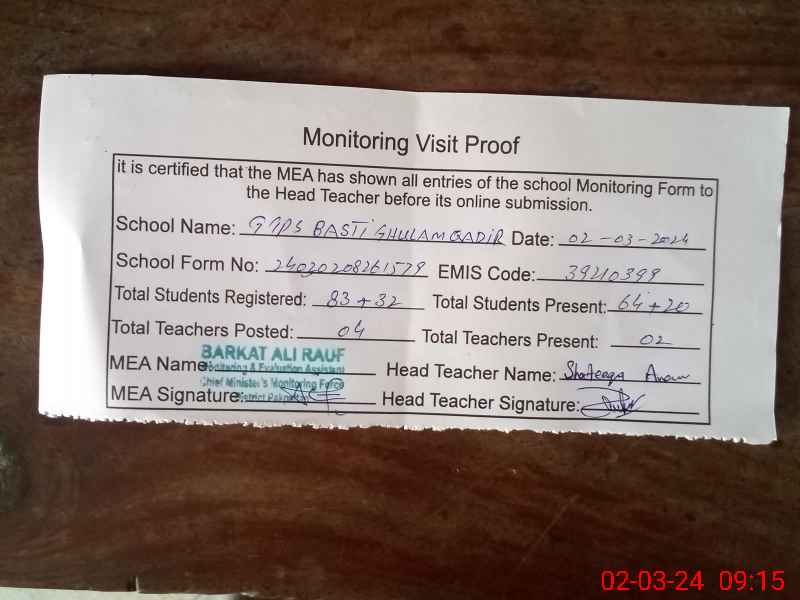 Monitoring Visit Proof
it is certified that the MEA has shown all entries of the school Monitoring Form to
the Head Teacher before its online submission.
School Name: GGPS BASTI GHULAM QADIR Date: 02-03-2024
School Form No: 24020208261579 EMIS Code: 39210399
Total Students Registered: 83+32 Total Students Present: 64+20
Total Teachers Posted: 04 Total Teachers Present: 02
BARKAT ALI RAUF
MEA Name: Monitoring & Evaluation Assistant Head Teacher Name:
Chief Minister's Monitoring Force
MEA Signature: District Head Teacher Signature:
02-03-24 09:15